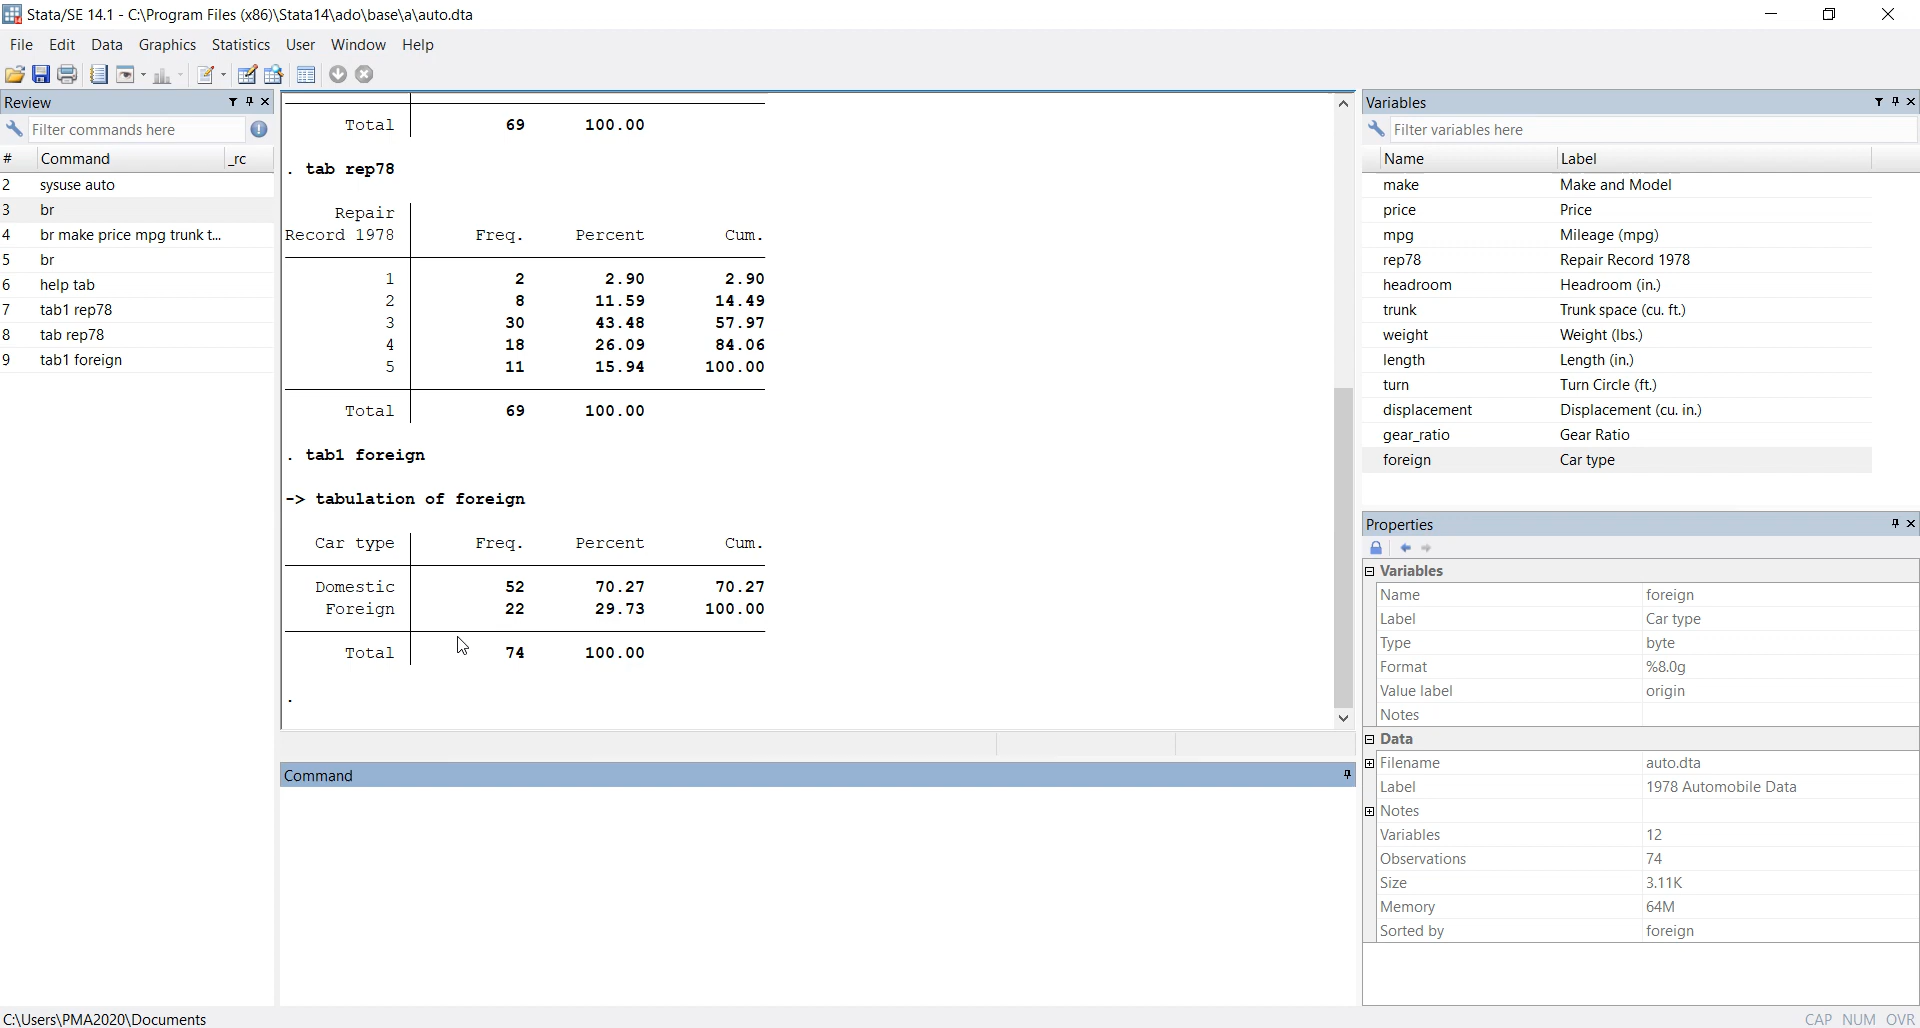 Stata/SE 14.1 - C:\Program Files (x86)\Stata14\ado\base\a\auto.dta
File Edit Data Graphics Statistics User Window Help
Review
Filter commands here
# Command _rc
2 sysuse auto
3 br
4 br make price mpg trunk t...
5 br
6 help tab
7 tab1 rep78
8 tab rep78
9 tab1 foreign
Total 69 100.00
. tab rep78
Repair
Record 1978 Freq. Percent Cum.
1 2 2.90 2.90
2 8 11.59 14.49
3 30 43.48 57.97
4 18 26.09 84.06
5 11 15.94 100.00
Total 69 100.00
. tab1 foreign
-> tabulation of foreign
Car type Freq. Percent Cum.
Domestic 52 70.27 70.27
Foreign 22 29.73 100.00
Total 74 100.00
.
Command
Variables
Filter variables here
Name Label
make Make and Model
price Price
mpg Mileage (mpg)
rep78 Repair Record 1978
headroom Headroom (in.)
trunk Trunk space (cu. ft.)
weight Weight (lbs.)
length Length (in.)
turn Turn Circle (ft.)
displacement Displacement (cu. in.)
gear_ratio Gear Ratio
foreign Car type
Properties
Variables
Name foreign
Label Car type
Type byte
Format %8.0g
Value label origin
Notes
Data
Filename auto.dta
Label 1978 Automobile Data
Notes
Variables 12
Observations 74
Size 3.11K
Memory 64M
Sorted by foreign
C:\Users\PMA2020\Documents
CAP NUM OVR